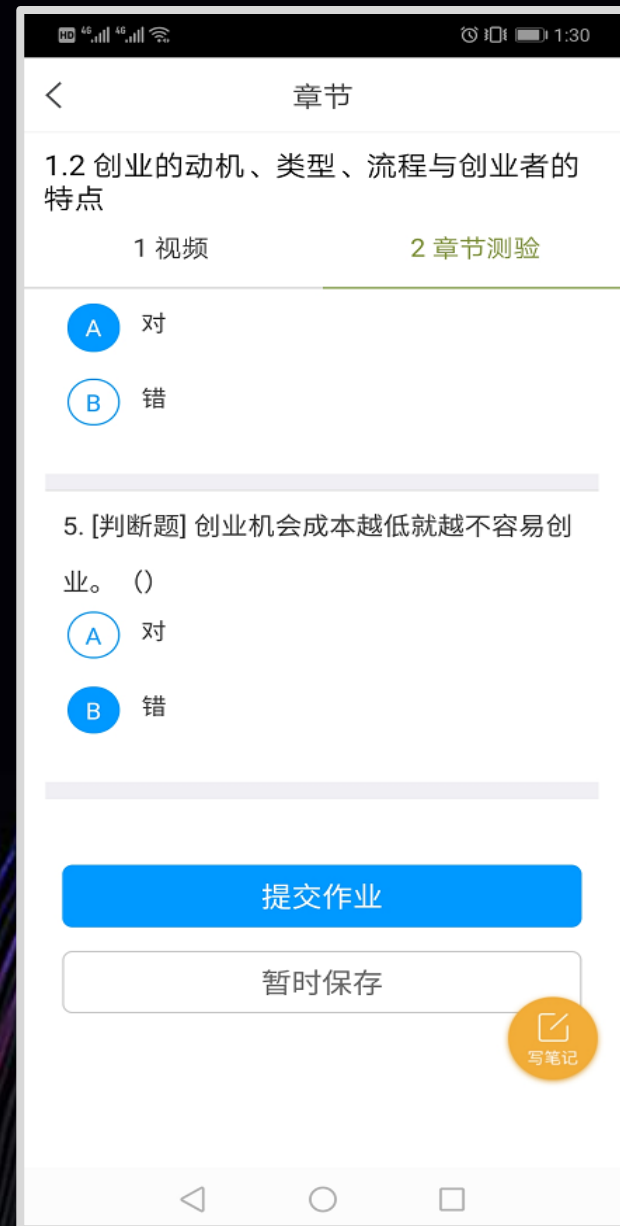 HD 4G 4G 1:30
章节
1.2 创业的动机、类型、流程与创业者的
特点
1 视频 2 章节测验
A 对
B 错
5. [判断题] 创业机会成本越低就越不容易创
业。 ()
A 对
B 错
提交作业
暂时保存
写笔记